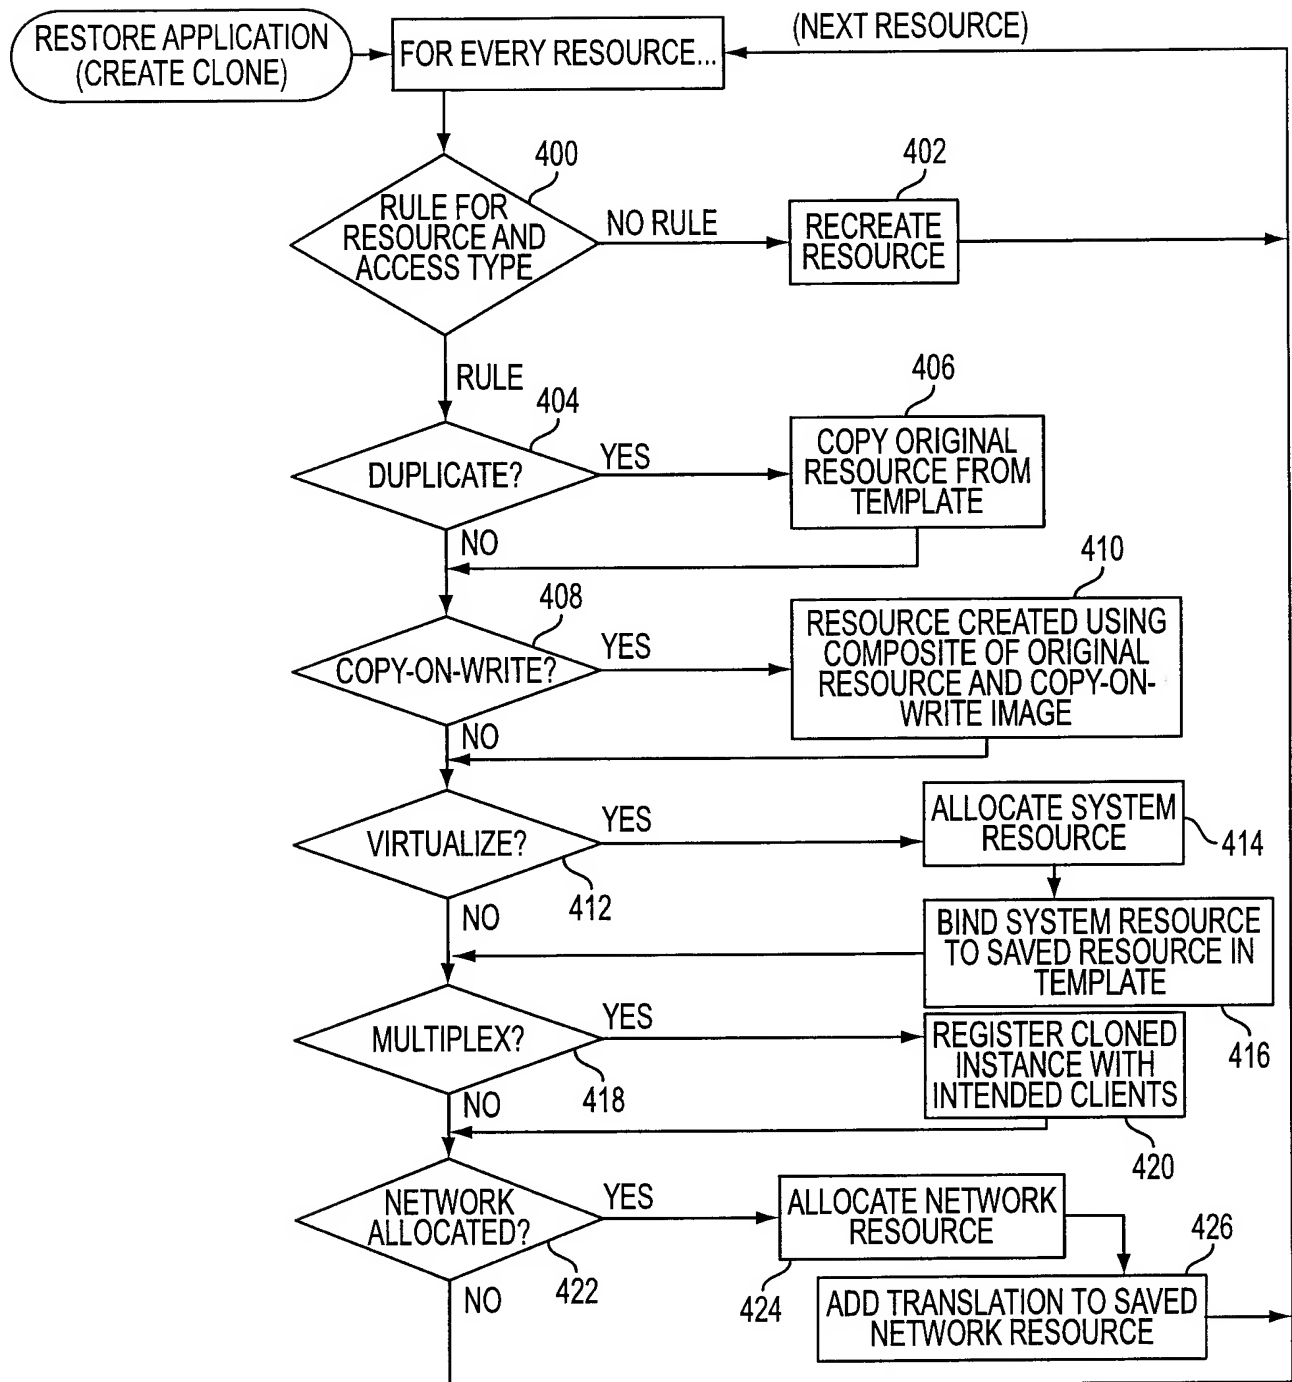 RESTORE APPLICATION
(CREATE CLONE)
FOR EVERY RESOURCE...
(NEXT RESOURCE)
400
RULE FOR
RESOURCE AND
ACCESS TYPE
NO RULE
402
RECREATE
RESOURCE
RULE
404
DUPLICATE?
YES
406
COPY ORIGINAL
RESOURCE FROM
TEMPLATE
NO
408
COPY-ON-WRITE?
YES
410
RESOURCE CREATED USING
COMPOSITE OF ORIGINAL
RESOURCE AND COPY-ON-
WRITE IMAGE
NO
VIRTUALIZE?
412
YES
ALLOCATE SYSTEM
RESOURCE
414
NO
BIND SYSTEM RESOURCE
TO SAVED RESOURCE IN
TEMPLATE
416
MULTIPLEX?
418
YES
REGISTER CLONED
INSTANCE WITH
INTENDED CLIENTS
420
NO
NETWORK
ALLOCATED?
422
YES
ALLOCATE NETWORK
RESOURCE
424
426
ADD TRANSLATION TO SAVED
NETWORK RESOURCE
NO